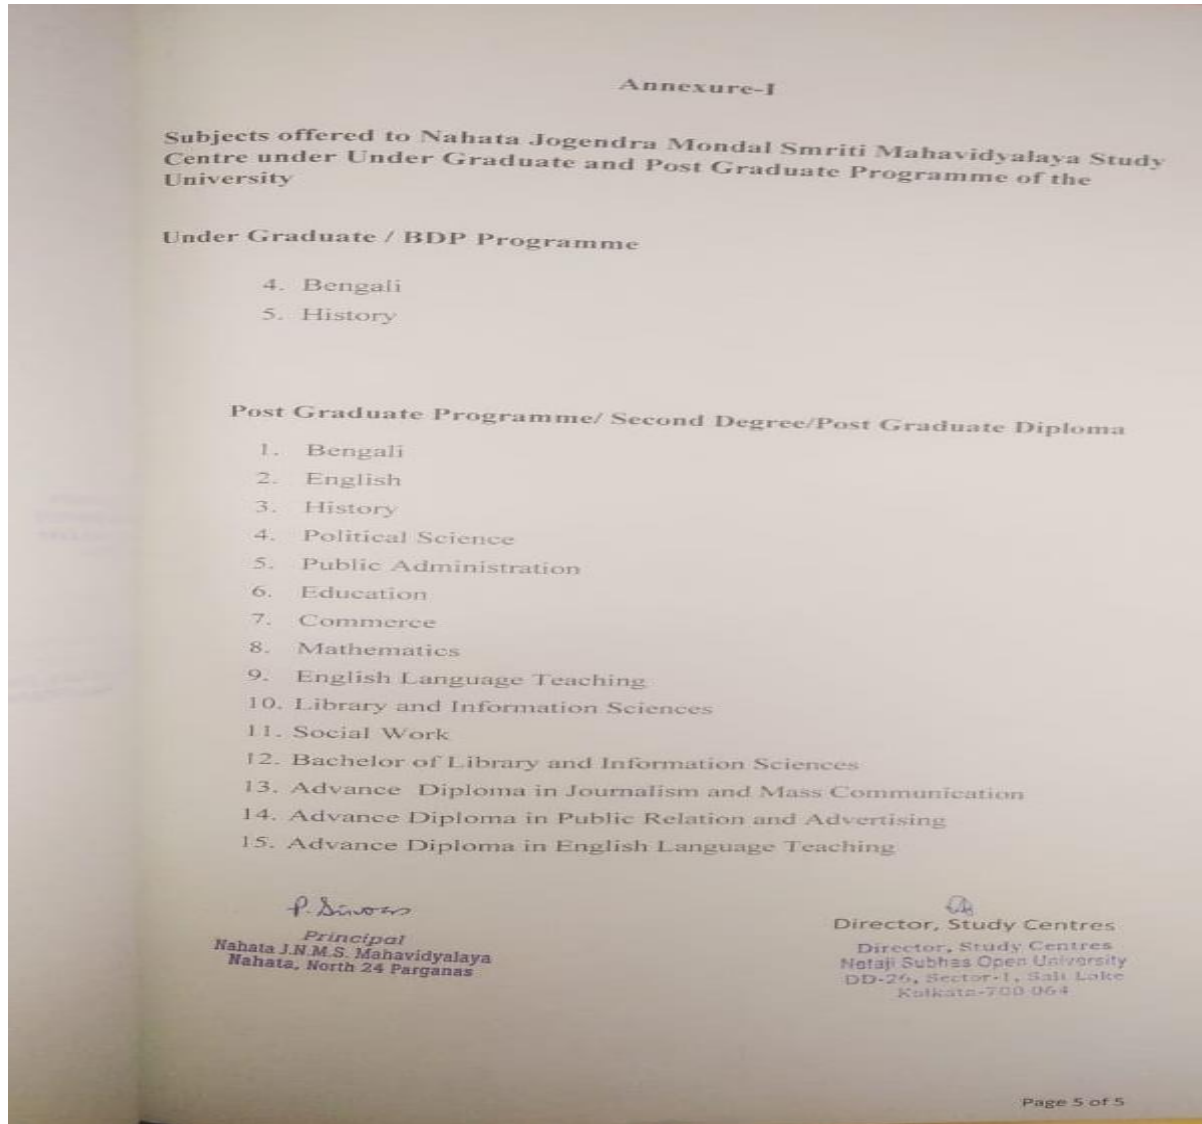 Annexure-I
Subjects offered to Nahata Jogendra Mondal Smriti Mahavidyalaya Study
Centre under Under Graduate and Post Graduate Programme of the
University
Under Graduate / BDP Programme
4. Bengali
5. History
Post Graduate Programme/ Second Degree/Post Graduate Diploma
1. Bengali
2. English
3. History
4. Political Science
5. Public Administration
6. Education
7. Commerce
8. Mathematics
9. English Language Teaching
10. Library and Information Sciences
11. Social Work
12. Bachelor of Library and Information Sciences
13. Advance Diploma in Journalism and Mass Communication
14. Advance Diploma in Public Relation and Advertising
15. Advance Diploma in English Language Teaching
P.
Principal
Nahata J.N.M.S. Mahavidyalaya
Nahata, North 24 Parganas
Director, Study Centres
Director, Study Centres
Netaji Subhas Open University
DD-26, Sector-1, Salt Lake
Kolkata-700 064
Page 5 of 5